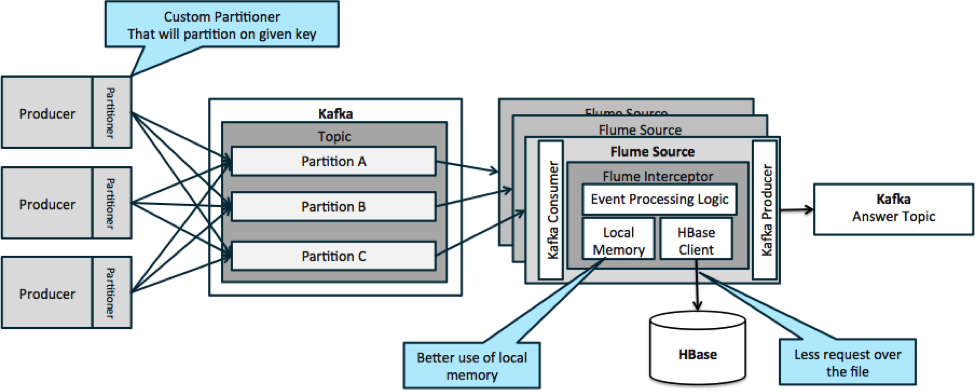 Custom Partitioner
That will partition on given key
Producer
Partitioner
Producer
Partitioner
Producer
Partitioner
Kafka
Topic
Partition A
Partition B
Partition C
Flume Source
Flume Source
Flume Source
Kafka Consumer
Flume Interceptor
Event Processing Logic
Local
Memory
HBase
Client
Kafka Producer
Kafka
Answer Topic
Better use of local
memory
HBase
Less request over
the file